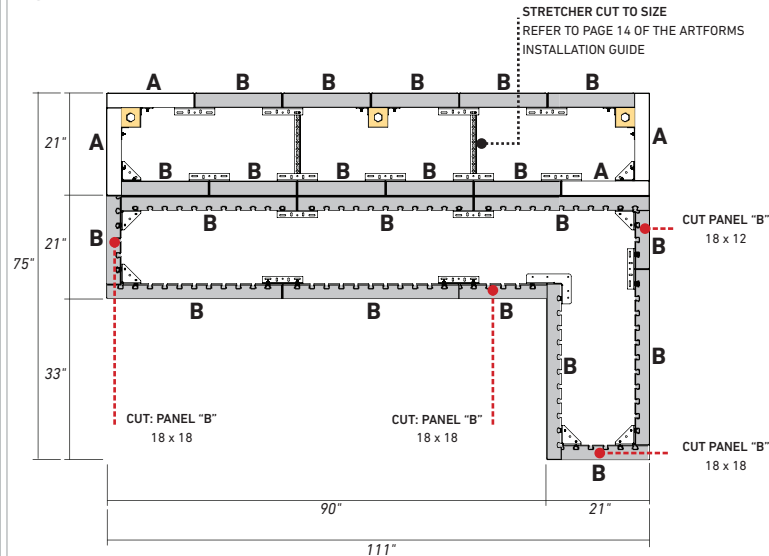 STRETCHER CUT TO SIZE
REFER TO PAGE 14 OF THE ARTFORMS
INSTALLATION GUIDE
A B B B B B
21"
A
A
B B B B A
B B B
21"
B
B
CUT PANEL "B"
18 x 12
75"
B B B
33"
B
B
CUT: PANEL "B"
18 x 18
CUT: PANEL "B"
18 x 18
CUT PANEL "B"
18 x 18
B
90"
21"
111"